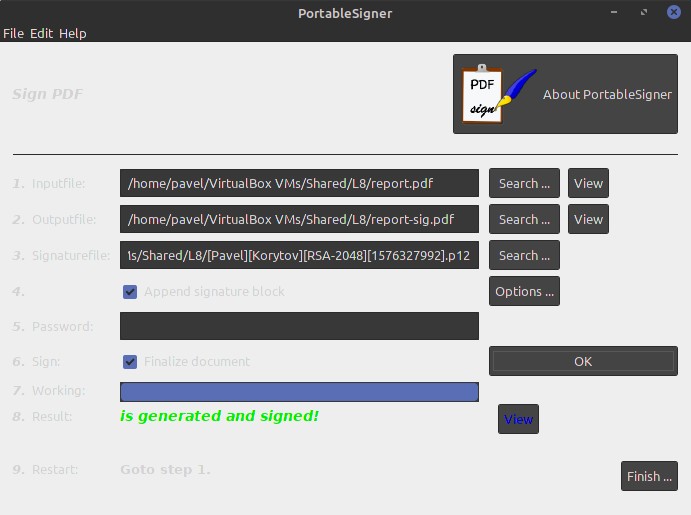 PortableSigner
File Edit Help
PDF
sign
Sign PDF
About PortableSigner
1. Inputfile: /home/pavel/VirtualBox VMs/Shared/L8/report.pdf Search ... View
2. Outputfile: /home/pavel/VirtualBox VMs/Shared/L8/report-sig.pdf Search ... View
3. Signaturefile: 1s/Shared/L8/[Pavel][Korytov][RSA-2048][1576327992].p12 Search ...
4. Append signature block Options ...
5. Password:
6. Sign: Finalize document OK
7. Working:
8. Result: is generated and signed! View
9. Restart: Goto step 1. Finish ...